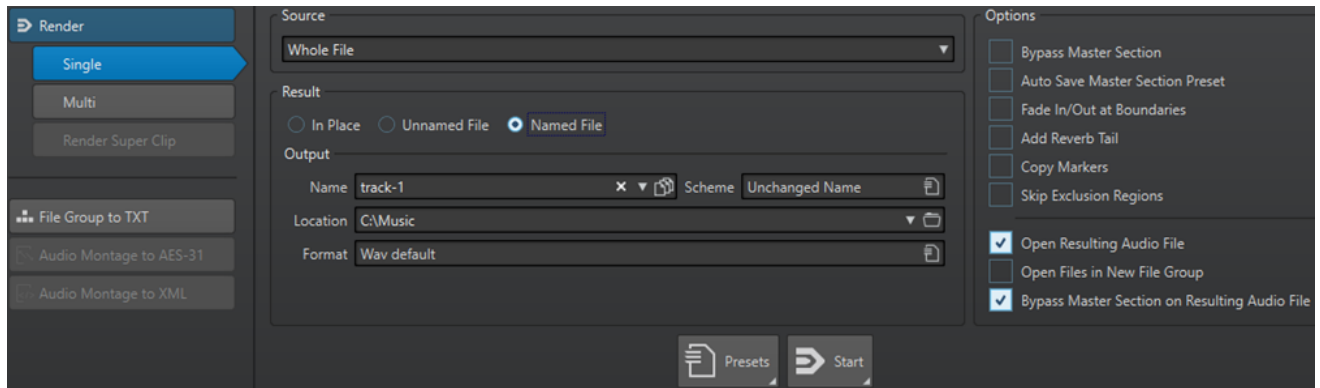 Render
Single
Multi
Render Super Clip
File Group to TXT
Audio Montage to AES-31
Audio Montage to XML
Source
Whole File
Result
In Place Unnamed File Named File
Output
Name track-1 Scheme Unchanged Name
Location C:\Music
Format Wav default
Presets Start
Options
Bypass Master Section
Auto Save Master Section Preset
Fade In/Out at Boundaries
Add Reverb Tail
Copy Markers
Skip Exclusion Regions
Open Resulting Audio File
Open Files in New File Group
Bypass Master Section on Resulting Audio File